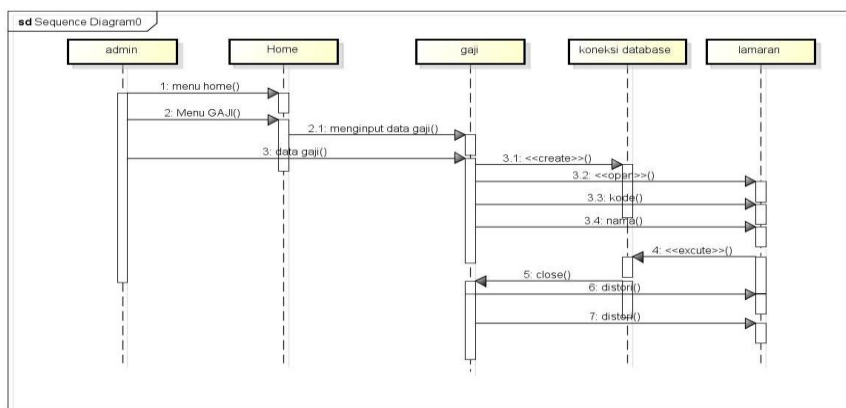 sd Sequence Diagram0
admin
Home
gaji
koneksi database
lamaran
1: menu home()
2: Menu GAJI()
2.1: menginput data gaji()
3: data gaji()
3.1: <<create>>()
3.2: <<open>>()
3.3: kode()
3.4: nama()
4: <<excute>>()
5: close()
6: distori()
7: distori()